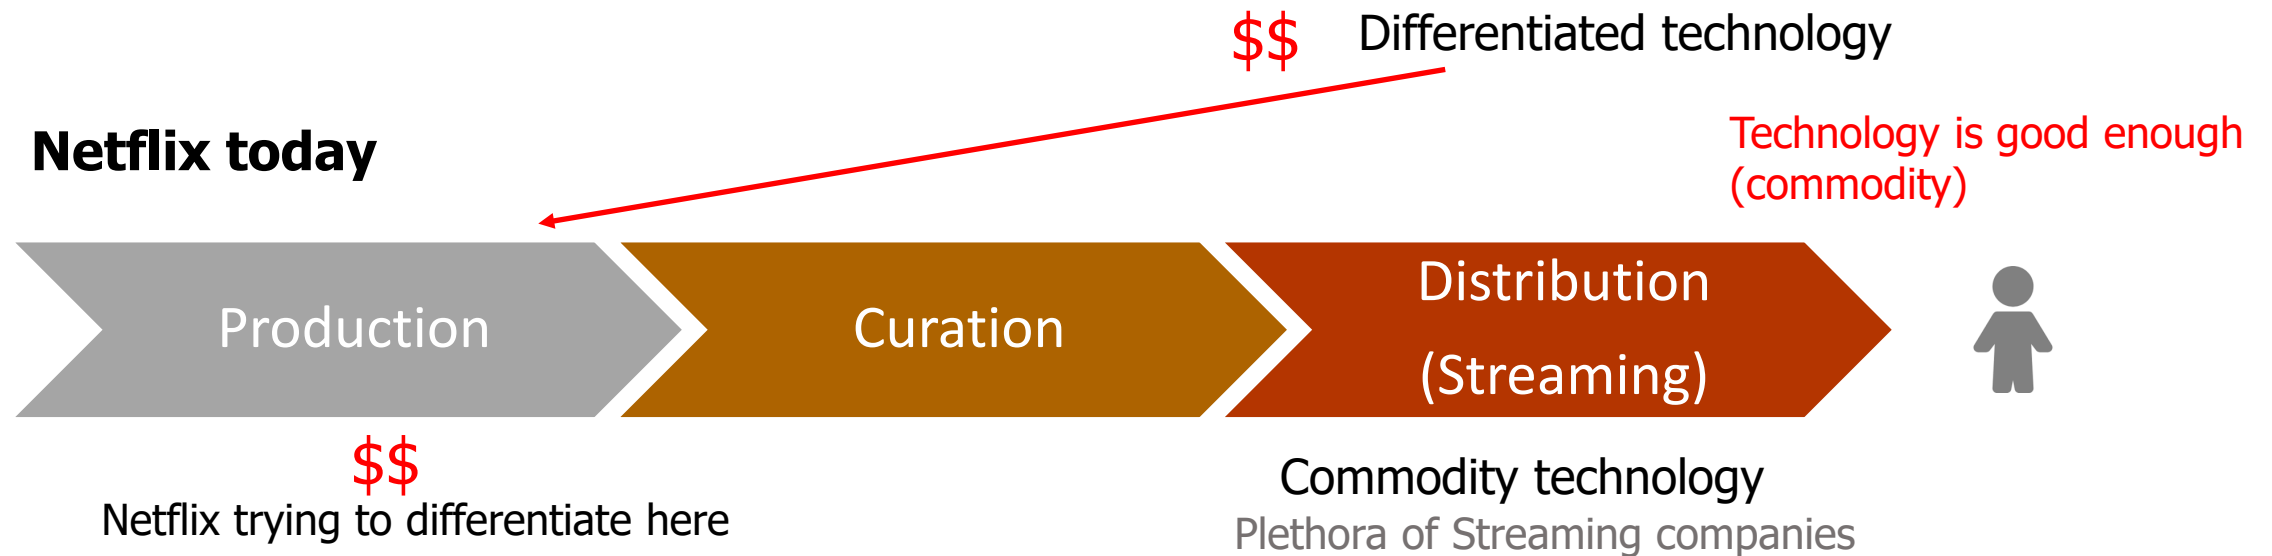 $$ Differentiated technology
Netflix today
Technology is good enough
(commodity)
Production
Curation
Distribution
(Streaming)
$$
Netflix trying to differentiate here
Commodity technology
Plethora of Streaming companies